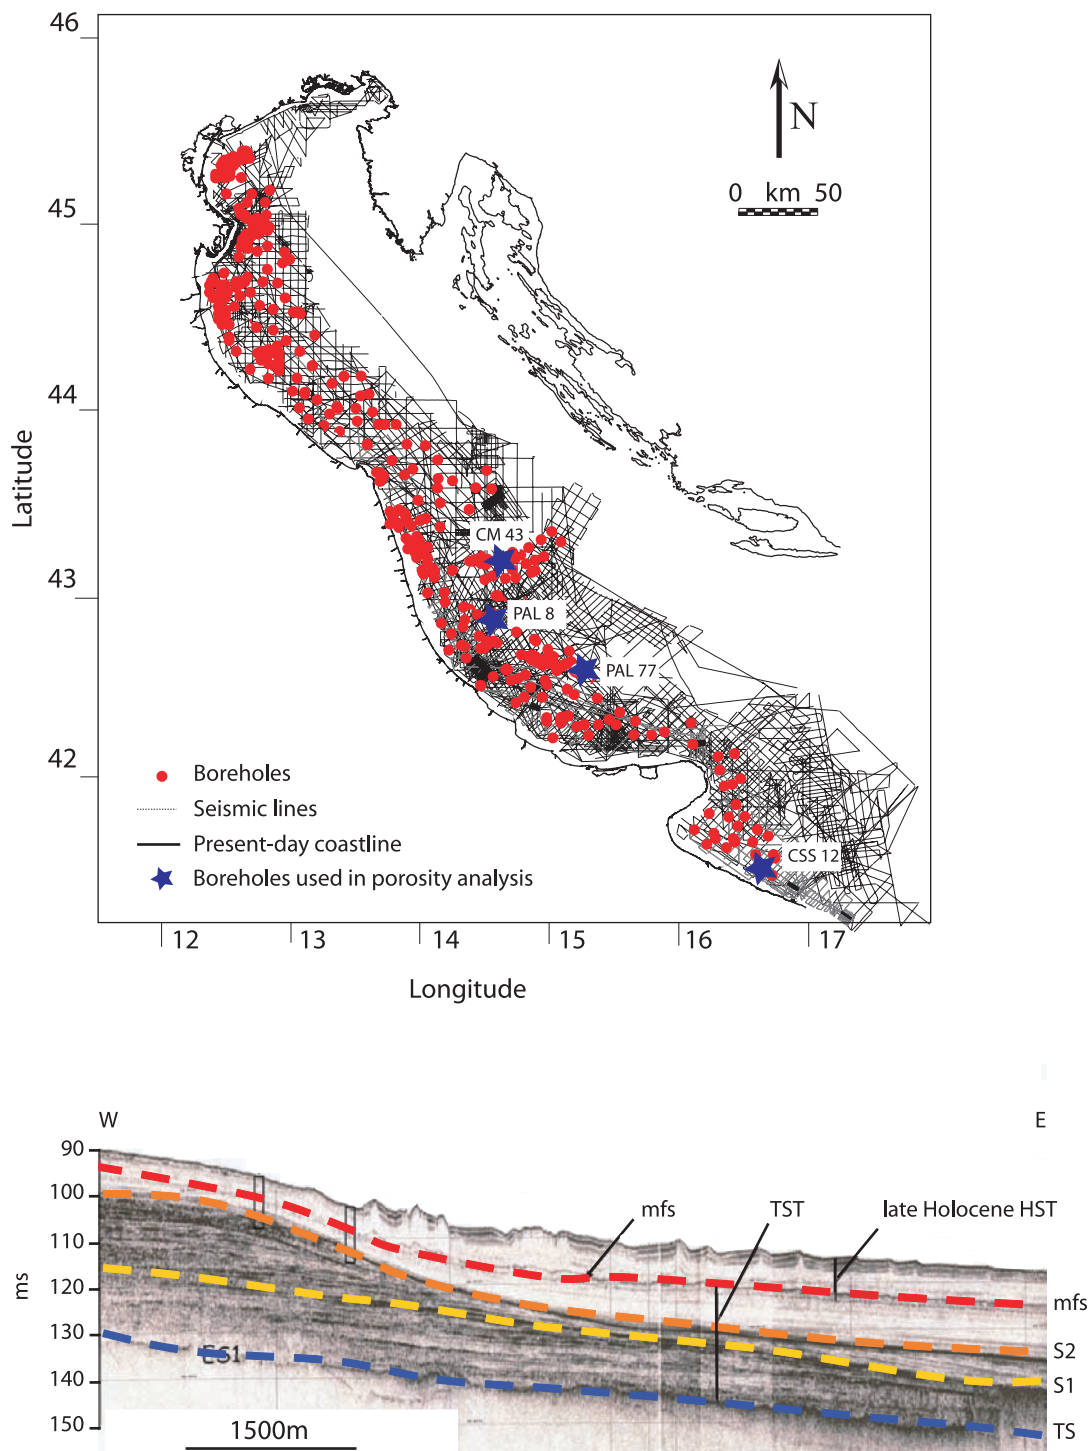 46
N
0 km 50
45
44
Latitude
CM 43
43
PAL 8
PAL 77
42
Boreholes
Seismic lines
Present-day coastline
CSS 12
Boreholes used in porosity analysis
12 13 14 15 16 17
Longitude
W E
90
mfs TST late Holocene HST
100
110
ms
120
mfs
130
S2
ES1
140
S1
150
TS
1500m